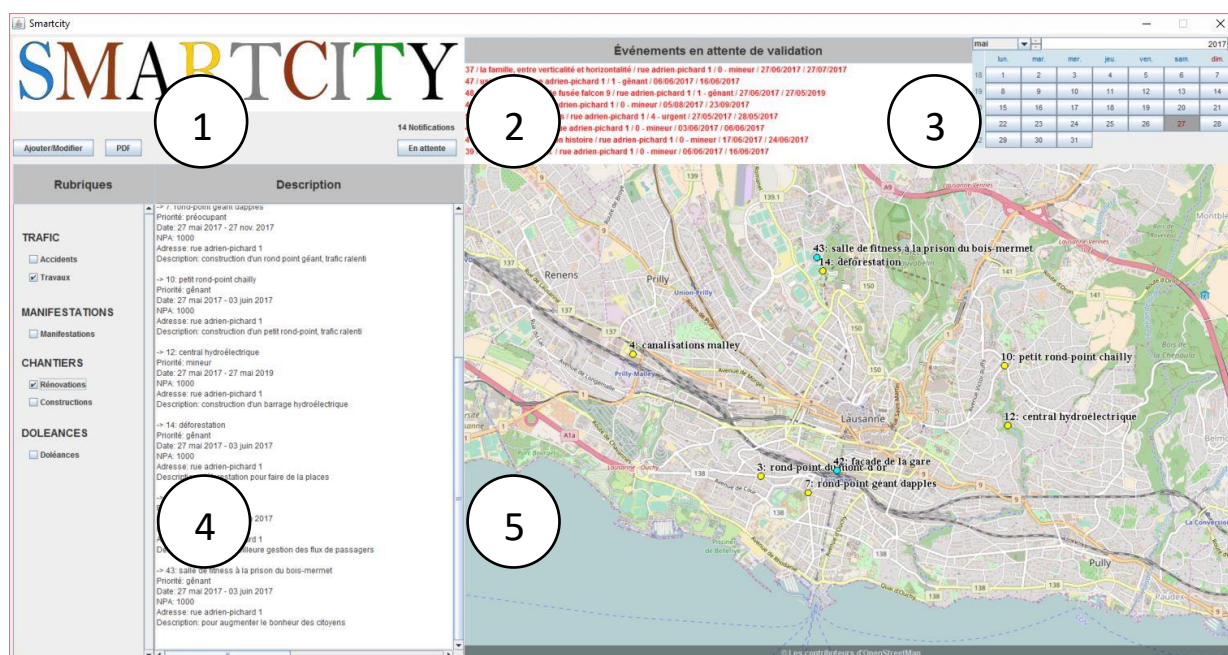 Smartcity
SMARTCITY
1
14 Notifications
Ajouter/Modifier
PDF
En attente
Événements en attente de validation
37 / la famille, entre verticalité et horizontalité / rue adrien-pichard 1 / 0 - mineur / 27/06/2017 / 27/07/2017
47 / rue adrien-pichard 1 / 1 - gênant / 06/06/2017 / 16/06/2017
48 fusée falcon 9 / rue adrien-pichard 1 / 1 - gênant / 27/06/2017 / 27/05/2019
adrien-pichard 1 / 0 - mineur / 05/08/2017 / 23/09/2017
/ rue adrien-pichard 1 / 4 - urgent / 27/05/2017 / 28/05/2017
rue adrien-pichard 1 / 0 - mineur / 03/06/2017 / 06/06/2017
histoire / rue adrien-pichard 1 / 0 - mineur / 17/06/2017 / 24/06/2017
39 / rue adrien-pichard 1 / 0 - mineur / 06/06/2017 / 16/06/2017
2
mai
2017
lun. mar. mer. jeu. ven. sam. dim.
18 1 2 3 4 5 6 7
19 8 9 10 11 12 13 14
15 16 17 18 19 20 21
22 23 24 25 26 27 28
29 30 31
3
Rubriques
TRAFIC
Accidents
Travaux
MANIFESTATIONS
Manifestations
CHANTIERS
Rénovations
Constructions
DOLEANCES
Doléances
Description
-> 7: rond-point géant dapples
Priorité: préocupant
Date: 27 mai 2017 - 27 nov. 2017
NPA: 1000
Adresse: rue adrien-pichard 1
Description: construction d'un rond point géant, trafic ralenti
-> 10: petit rond-point chailly
Priorité: gênant
Date: 27 mai 2017 - 03 juin 2017
NPA: 1000
Adresse: rue adrien-pichard 1
Description: construction d'un petit rond-point, trafic ralenti
-> 12: central hydroélectrique
Priorité: mineur
Date: 27 mai 2017 - 27 mai 2019
NPA: 1000
Adresse: rue adrien-pichard 1
Description: construction d'un barrage hydroélectrique
-> 14: déforestation
Priorité: gênant
Date: 27 mai 2017 - 03 juin 2017
NPA: 1000
Adresse: rue adrien-pichard 1
pour faire de la places
2017
1
gestion des flux de passagers
-> 43: salle de fitness à la prison du bois-mermet
Priorité: gênant
Date: 27 mai 2017 - 03 juin 2017
NPA: 1000
Adresse: rue adrien-pichard 1
Description: pour augmenter le bonheur des citoyens
4
43: salle de fitness à la prison du bois-mermet
14: déforestation
4: canalisations malley
10: petit rond-point chailly
12: central hydroélectrique
42: façade de la gare
3: rond-point du mont-d'or
7: rond-point géant dapples
Renens
Prilly
Union-Prilly
Prilly-Malley
Lausanne
Pully
Avenue de Cour
Lausanne-Ouchy
5
© Les contributeurs d'OpenStreetMap